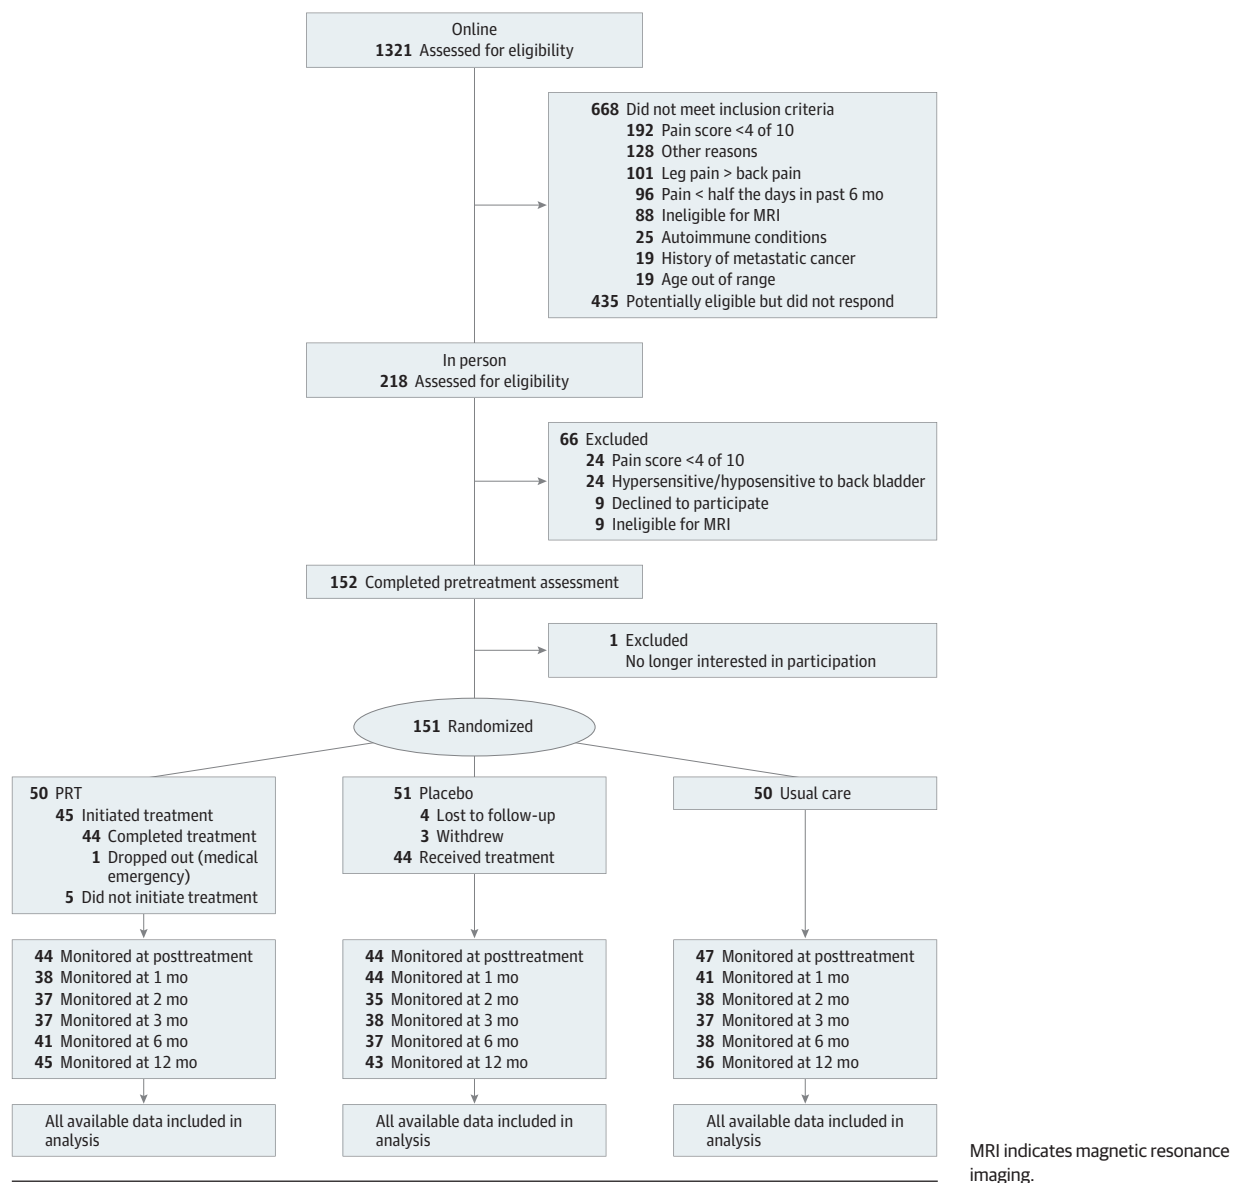 Online
1321 Assessed for eligibility
668 Did not meet inclusion criteria
192 Pain score <4 of 10
128 Other reasons
101 Leg pain > back pain
96 Pain < half the days in past 6 mo
88 Ineligible for MRI
25 Autoimmune conditions
19 History of metastatic cancer
19 Age out of range
435 Potentially eligible but did not respond
In person
218 Assessed for eligibility
66 Excluded
24 Pain score <4 of 10
24 Hypersensitive/hyposensitive to back bladder
9 Declined to participate
9 Ineligible for MRI
152 Completed pretreatment assessment
1 Excluded
No longer interested in participation
151 Randomized
50 PRT
45 Initiated treatment
44 Completed treatment
1 Dropped out (medical
emergency)
5 Did not initiate treatment
51 Placebo
4 Lost to follow-up
3 Withdrew
44 Received treatment
50 Usual care
44 Monitored at posttreatment
38 Monitored at 1 mo
37 Monitored at 2 mo
37 Monitored at 3 mo
41 Monitored at 6 mo
45 Monitored at 12 mo
44 Monitored at posttreatment
44 Monitored at 1 mo
35 Monitored at 2 mo
38 Monitored at 3 mo
37 Monitored at 6 mo
43 Monitored at 12 mo
47 Monitored at posttreatment
41 Monitored at 1 mo
38 Monitored at 2 mo
37 Monitored at 3 mo
38 Monitored at 6 mo
36 Monitored at 12 mo
All available data included in
analysis
All available data included in
analysis
All available data included in
analysis
MRI indicates magnetic resonance
imaging.